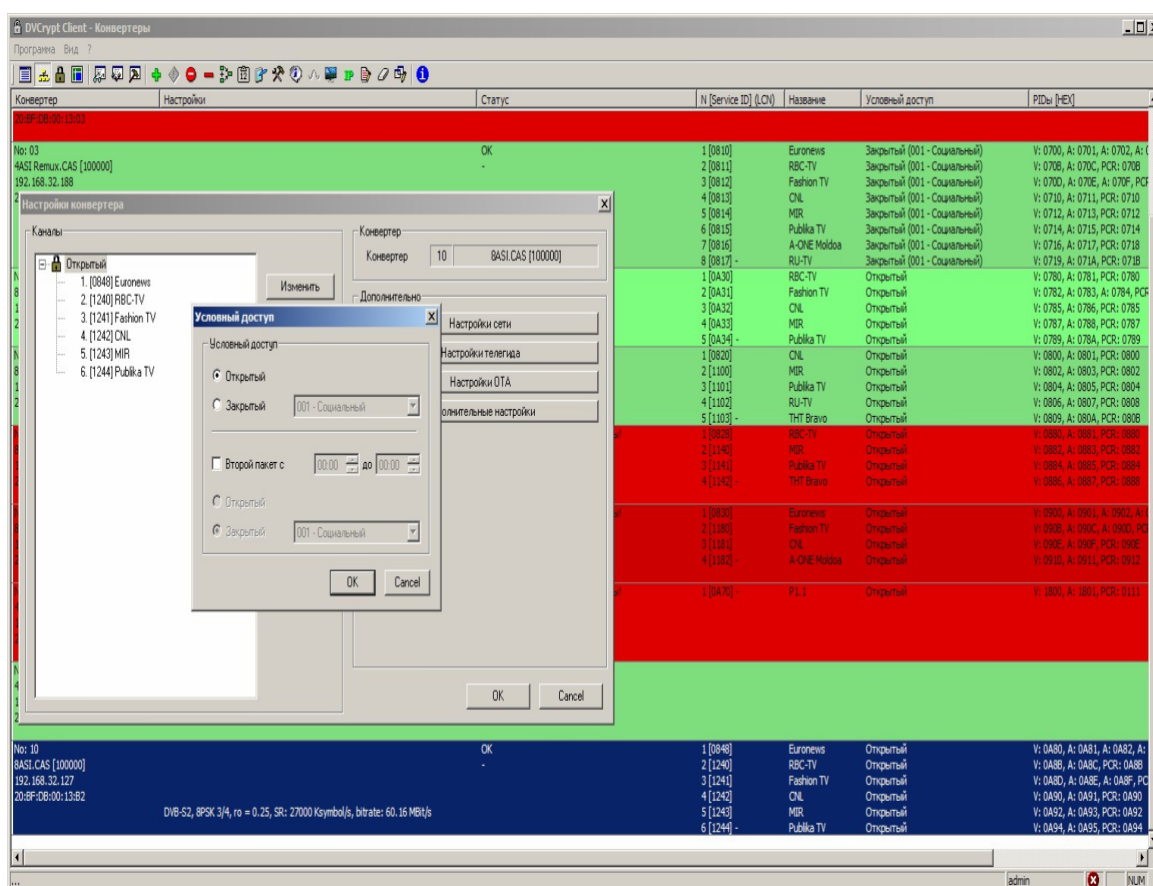 DVCrypt Client - Конвертеры
Программа Вид ?
Конвертер Настройки Статус N [Service ID] (LCN) Название Условный доступ PIDы [HEX]
20:8F:DB:00:13:03
No: 03 OK 1 [0810] Euronews Закрытый (001 - Социальный) V: 0700, A: 0701, A: 0702, A: (
4ASI Remux.CAS [100000] - 2 [0811] RBC-TV Закрытый (001 - Социальный) V: 070B, A: 070C, PCR: 070B
192.168.32.188 3 [0812] Fashion TV Закрытый (001 - Социальный) V: 070D, A: 070E, A: 070F, PCF
4 [0813] CNL Закрытый (001 - Социальный) V: 0710, A: 0711, PCR: 0710
5 [0814] MIR Закрытый (001 - Социальный) V: 0712, A: 0713, PCR: 0712
6 [0815] Publika TV Закрытый (001 - Социальный) V: 0714, A: 0715, PCR: 0714
7 [0816] A-ONE Moldoa Закрытый (001 - Социальный) V: 0716, A: 0717, PCR: 0718
8 [0817] - RU-TV Закрытый (001 - Социальный) V: 0719, A: 071A, PCR: 071B
1 [0A30] RBC-TV Открытый V: 0780, A: 0781, PCR: 0780
2 [0A31] Fashion TV Открытый V: 0782, A: 0783, A: 0784, PCR
3 [0A32] CNL Открытый V: 0785, A: 0786, PCR: 0785
4 [0A33] MIR Открытый V: 0787, A: 0788, PCR: 0787
5 [0A34] - Publika TV Открытый V: 0789, A: 078A, PCR: 0789
1 [0820] CNL Открытый V: 0800, A: 0801, PCR: 0800
2 [1100] MIR Открытый V: 0802, A: 0803, PCR: 0802
3 [1101] Publika TV Открытый V: 0804, A: 0805, PCR: 0804
4 [1102] RU-TV Открытый V: 0806, A: 0807, PCR: 0808
5 [1103] - THT Bravo Открытый V: 0809, A: 080A, PCR: 080B
1 [0828] RBC-TV Открытый V: 0880, A: 0881, PCR: 0880
2 [1140] MIR Открытый V: 0882, A: 0883, PCR: 0882
3 [1141] Publika TV Открытый V: 0884, A: 0885, PCR: 0884
4 [1142] - THT Bravo Открытый V: 0886, A: 0887, PCR: 0888
1 [0830] Euronews Открытый V: 0900, A: 0901, A: 0902, A: (
2 [1180] Fashion TV Открытый V: 090B, A: 090C, A: 090D, PC
3 [1181] CNL Открытый V: 090E, A: 090F, PCR: 090E
4 [1182] - A-ONE Moldoa Открытый V: 0910, A: 0911, PCR: 0912
1 [0A70] - P1.1 Открытый V: 1800, A: 1801, PCR: 0111
Настройки конвертера
Каналы
Открытый
1. [0848] Euronews
2. [1240] RBC-TV
3. [1241] Fashion TV
4. [1242] CNL
5. [1243] MIR
6. [1244] Publika TV
Изменить
Конвертер
Конвертер 10 8ASI.CAS [100000]
Дополнительно
Настройки сети
Настройки телегида
Настройки OTA
олнительные настройки
OK Cancel
Условный доступ
Условный доступ
Открытый
Закрытый 001 - Социальный
Второй пакет с 00:00 до 00:00
Открытый
Закрытый 001 - Социальный
OK Cancel
No: 10 OK 1 [0848] Euronews Открытый V: 0A80, A: 0A81, A: 0A82, A:
8ASI.CAS [100000] - 2 [1240] RBC-TV Открытый V: 0A8B, A: 0A8C, PCR: 0A8B
192.168.32.127 3 [1241] Fashion TV Открытый V: 0A8D, A: 0A8E, A: 0A8F, PC
20:8F:DB:00:13:B2 4 [1242] CNL Открытый V: 0A90, A: 0A91, PCR: 0A90
DVB-S2, 8PSK 3/4, ro = 0.25, SR: 27000 Ksymbol/s, bitrate: 60.16 MBit/s 5 [1243] MIR Открытый V: 0A92, A: 0A93, PCR: 0A92
6 [1244] - Publika TV Открытый V: 0A94, A: 0A95, PCR: 0A94
... admin NUM